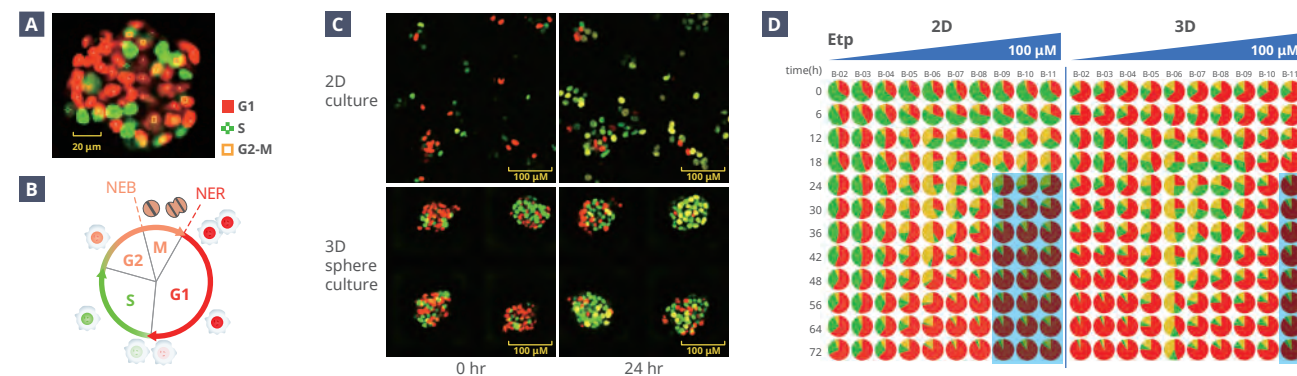 A
G1
S
G2-M
20 µm
B
NEB
NER
M
G2
S
G1
C
2D
culture
100 µM
100 µM
3D
sphere
culture
100 µM
100 µM
0 hr
24 hr
D
Etp
2D
3D
100 µM
100 µM
time(h)
B-02 B-03 B-04 B-05 B-06 B-07 B-08 B-09 B-10 B-11
B-02 B-03 B-04 B-05 B-06 B-07 B-08 B-09 B-10 B-11
0
6
12
18
24
30
36
42
48
56
64
72